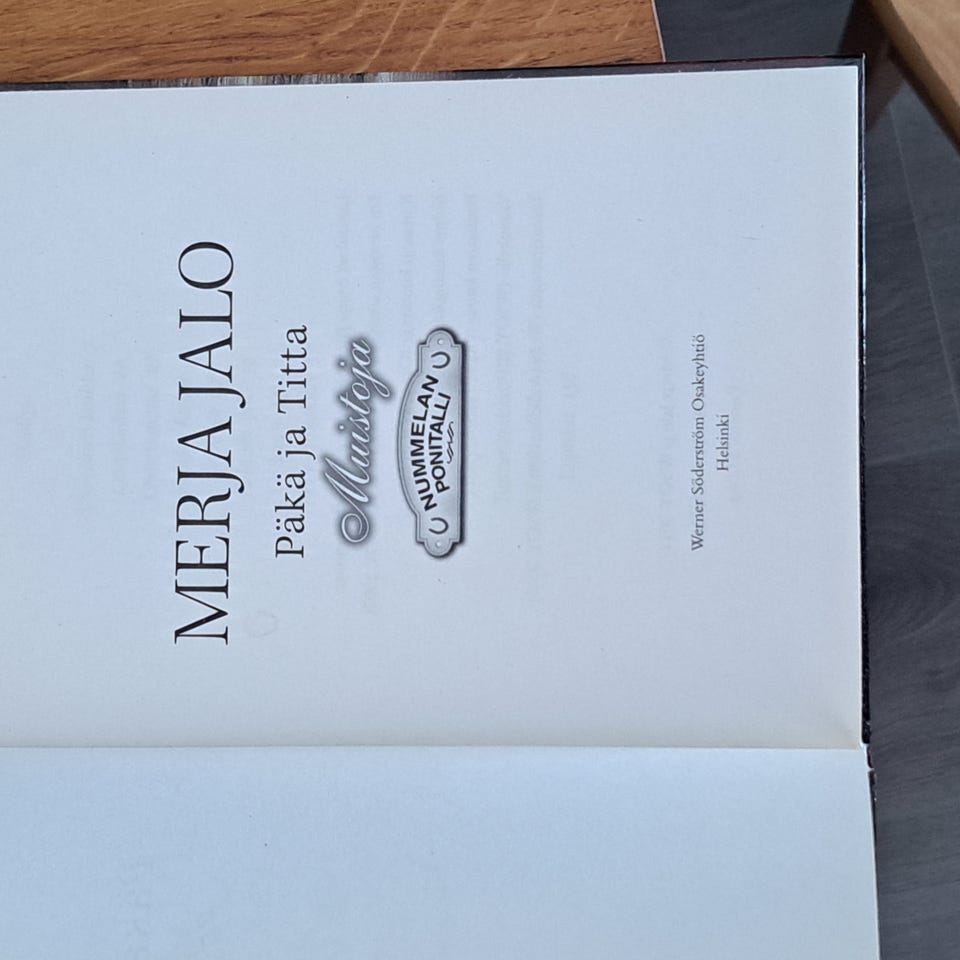 MERJA JALO
Päkä ja Titta
Muistoja
NUMMELAN
PONITALLI
Werner Söderström Osakeyhtiö
Helsinki